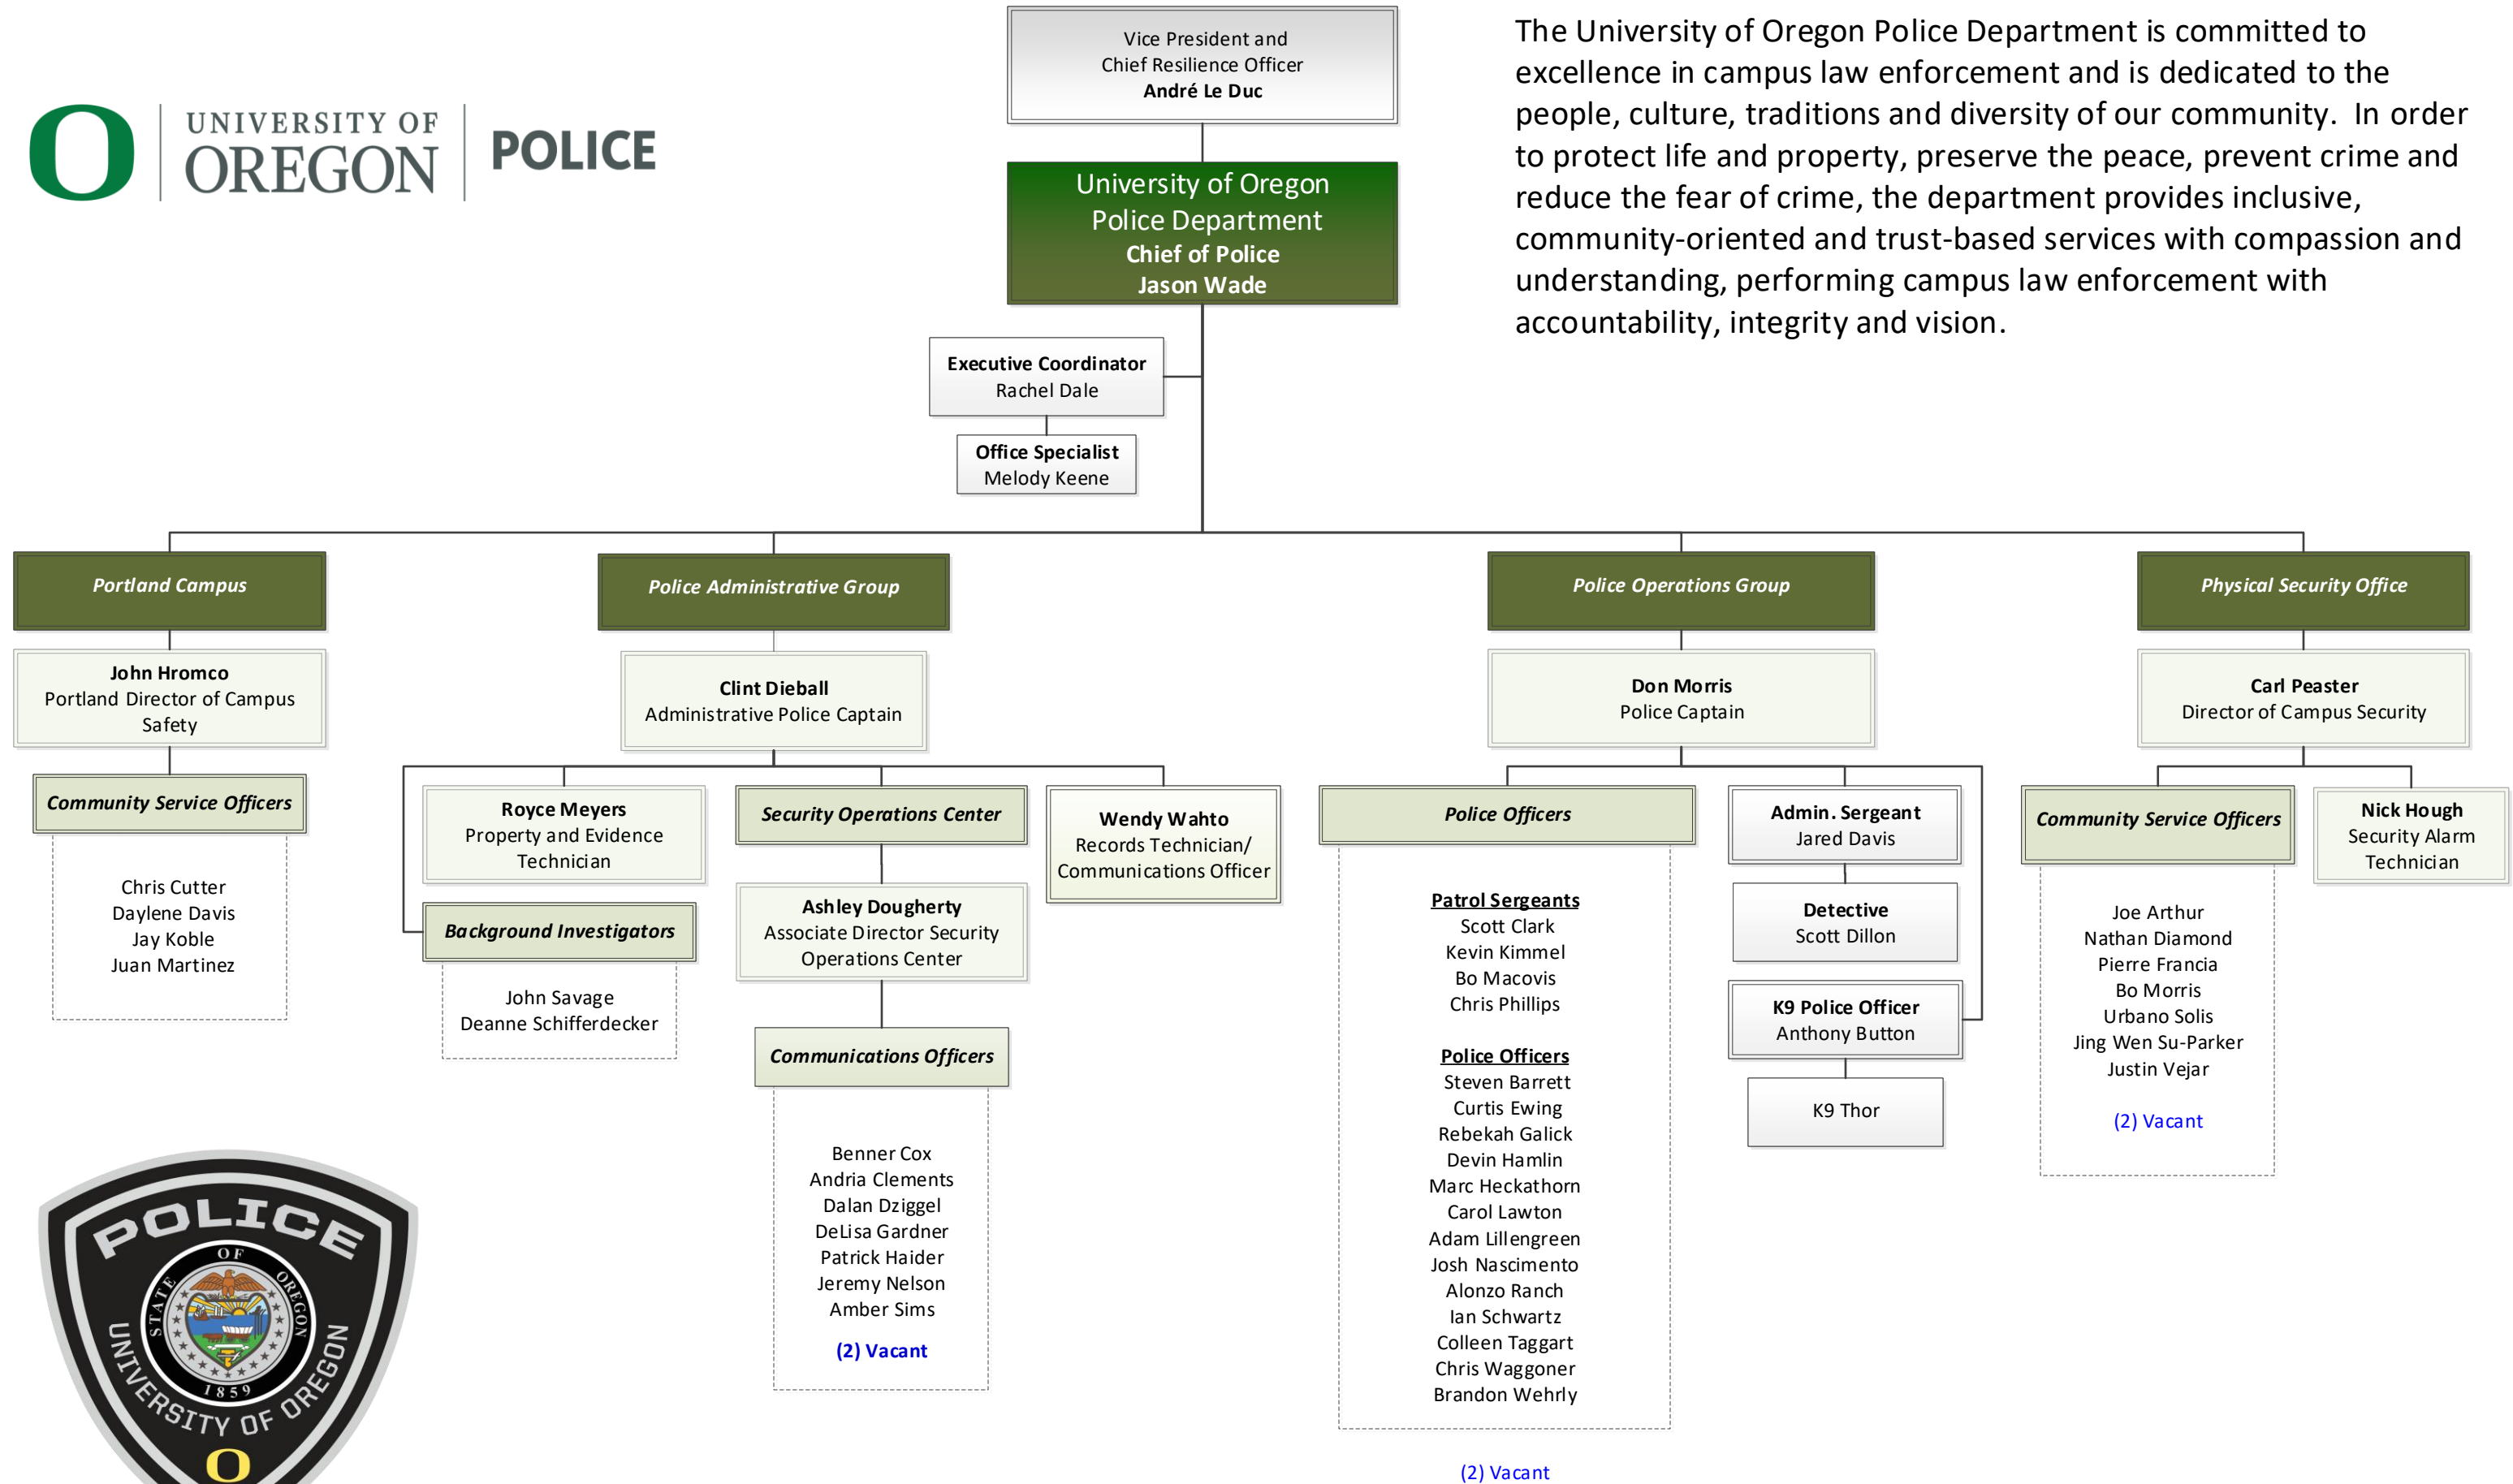 UNIVERSITY OF
OREGON
POLICE
Vice President and
Chief Resilience Officer
André Le Duc
The University of Oregon Police Department is committed to
excellence in campus law enforcement and is dedicated to the
people, culture, traditions and diversity of our community.  In order
to protect life and property, preserve the peace, prevent crime and
reduce the fear of crime, the department provides inclusive,
community-oriented and trust-based services with compassion and
understanding, performing campus law enforcement with
accountability, integrity and vision.
University of Oregon
Police Department
Chief of Police
Jason Wade
Executive Coordinator
Rachel Dale
Office Specialist
Melody Keene
Portland Campus
John Hromco
Portland Director of Campus
Safety
Community Service Officers
Chris Cutter
Daylene Davis
Jay Koble
Juan Martinez
Police Administrative Group
Clint Dieball
Administrative Police Captain
Royce Meyers
Property and Evidence
Technician
Background Investigators
John Savage
Deanne Schifferdecker
Security Operations Center
Ashley Dougherty
Associate Director Security
Operations Center
Communications Officers
Benner Cox
Andria Clements
Dalan Dziggel
DeLisa Gardner
Patrick Haider
Jeremy Nelson
Amber Sims
(2) Vacant
Wendy Wahto
Records Technician/
Communications Officer
Police Operations Group
Don Morris
Police Captain
Police Officers
Patrol Sergeants
Scott Clark
Kevin Kimmel
Bo Macovis
Chris Phillips
Police Officers
Steven Barrett
Curtis Ewing
Rebekah Galick
Devin Hamlin
Marc Heckathorn
Carol Lawton
Adam Lillengreen
Josh Nascimento
Alonzo Ranch
Ian Schwartz
Colleen Taggart
Chris Waggoner
Brandon Wehrly
(2) Vacant
Admin. Sergeant
Jared Davis
Detective
Scott Dillon
K9 Police Officer
Anthony Button
K9 Thor
Physical Security Office
Carl Peaster
Director of Campus Security
Community Service Officers
Joe Arthur
Nathan Diamond
Pierre Francia
Bo Morris
Urbano Solis
Jing Wen Su-Parker
Justin Vejar
(2) Vacant
Nick Hough
Security Alarm
Technician
POLICE
STATE OF OREGON
1859
UNIVERSITY OF OREGON
O